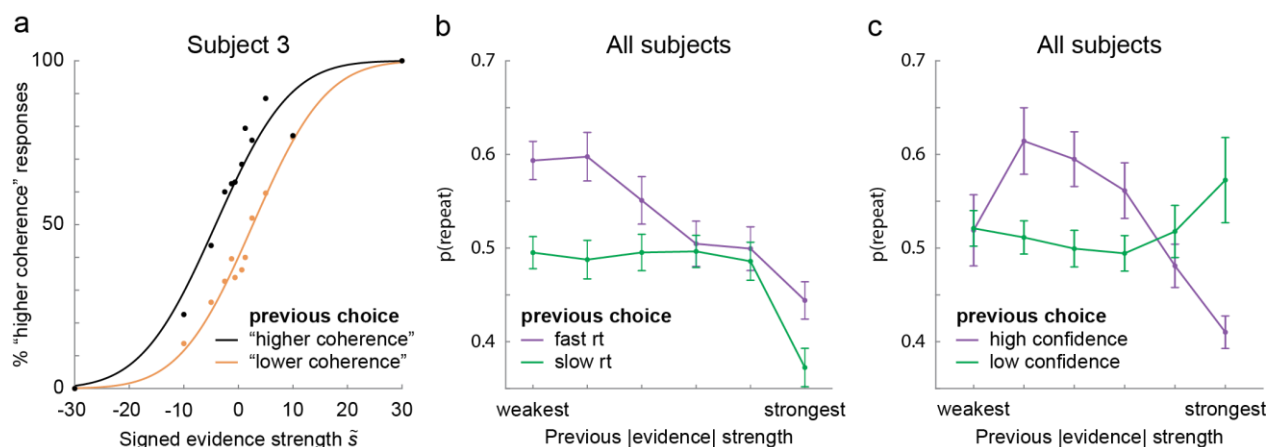 a
Subject 3
% “higher coherence” responses
100
50
0
-30
-20
-10
0
10
20
30
Signed evidence strength s̃
previous choice
“higher coherence”
“lower coherence”
b
All subjects
p(repeat)
0.7
0.6
0.5
0.4
previous choice
fast rt
slow rt
weakest
strongest
Previous |evidence| strength
c
All subjects
p(repeat)
0.7
0.6
0.5
0.4
previous choice
high confidence
low confidence
weakest
strongest
Previous |evidence| strength